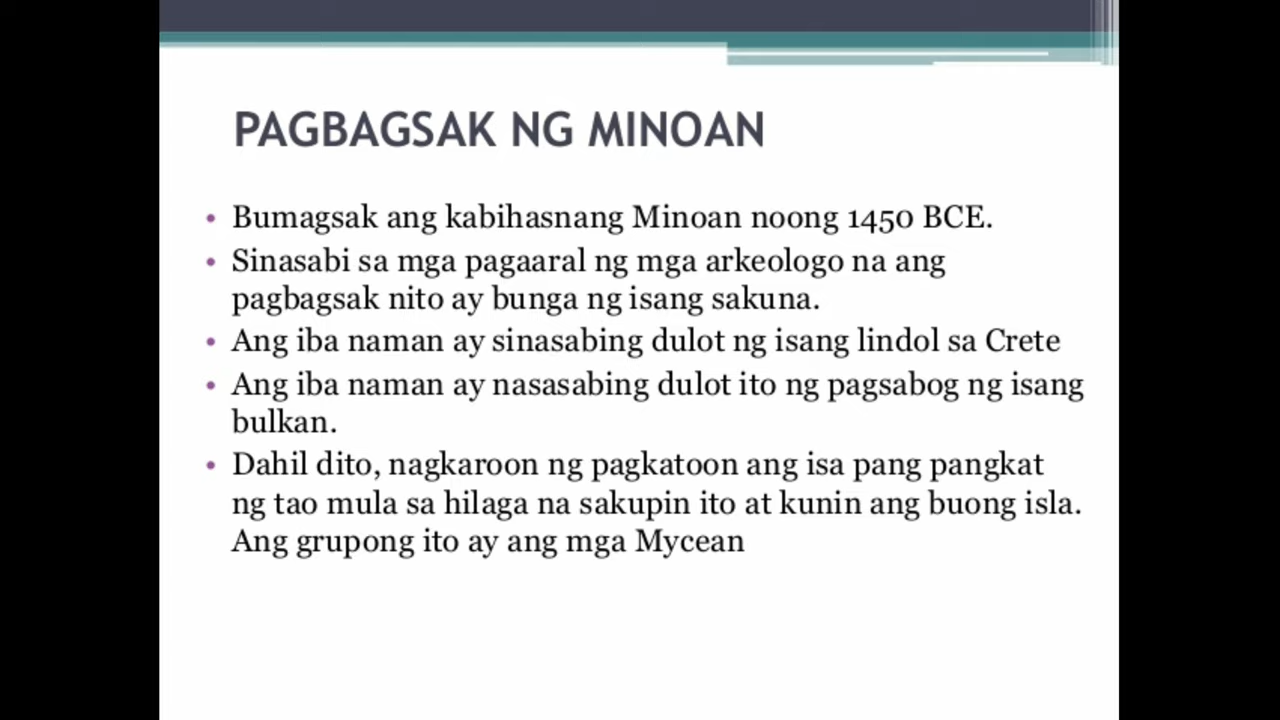 PAGBAGSAK NG MINOAN
• Bumagsak ang kabihasnang Minoan noong 1450 BCE.
• Sinasabi sa mga pagaaral ng mga arkeologo na ang
pagbagsak nito ay bunga ng isang sakuna.
• Ang iba naman ay sinasabing dulot ng isang lindol sa Crete
• Ang iba naman ay nasasabing dulot ito ng pagsabog ng isang
bulkan.
• Dahil dito, nagkaroon ng pagkatoon ang isa pang pangkat
ng tao mula sa hilaga na sakupin ito at kunin ang buong isla.
Ang grupong ito ay ang mga Mycean